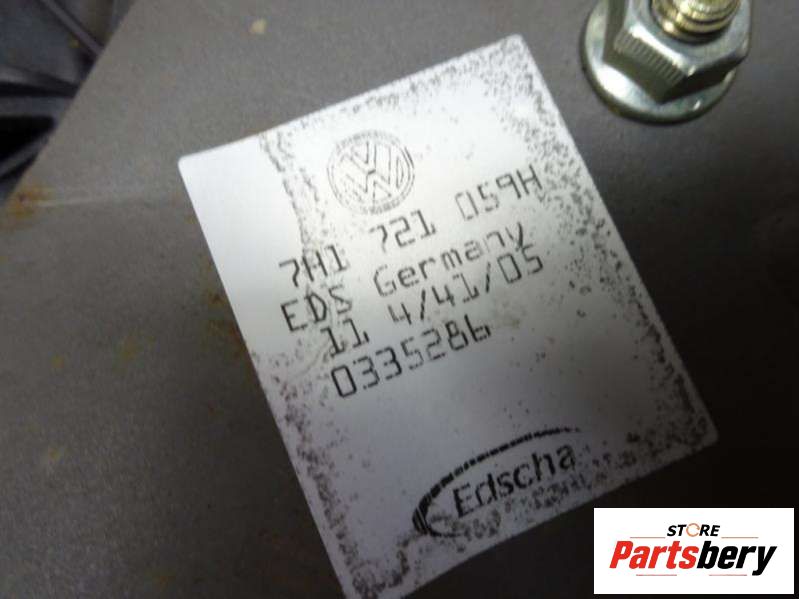 7H1 721 059H
EDS Germany
11 4/41/05
0335286
Edscha
STORE
Partsbery